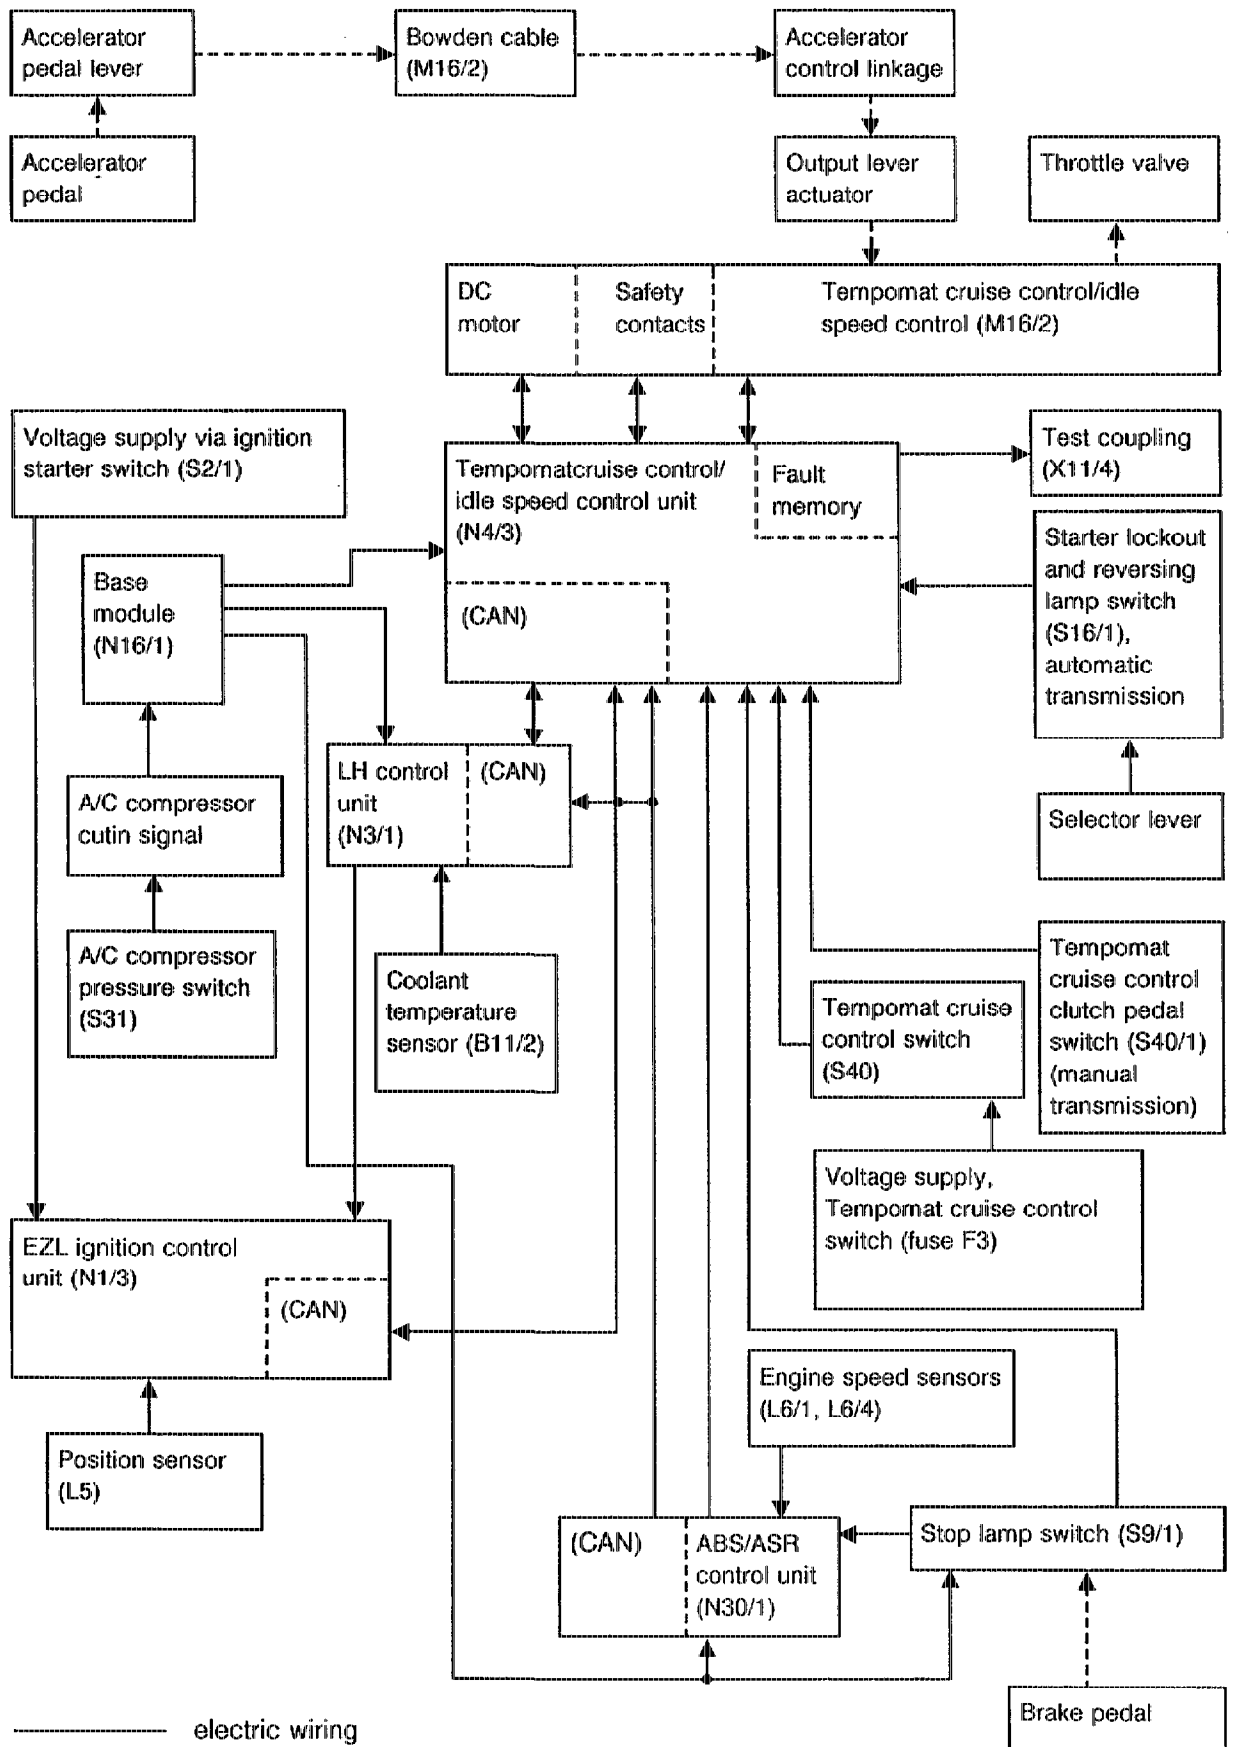 Accelerator
pedal lever
Bowden cable
(M16/2)
Accelerator
control linkage
Accelerator
pedal
Output lever
actuator
Throttle valve
DC
motor
Safety
contacts
Tempomat cruise control/idle
speed control (M16/2)
Voltage supply via ignition
starter switch (S2/1)
Tempomatcruise control/
idle speed control unit
(N4/3)
Fault
memory
(CAN)
Test coupling
(X11/4)
Base
module
(N16/1)
Starter lockout
and reversing
lamp switch
(S16/1),
automatic
transmission
A/C compressor
cutin signal
LH control
unit
(N3/1)
(CAN)
Selector lever
A/C compressor
pressure switch
(S31)
Coolant
temperature
sensor (B11/2)
Tempomat cruise
control switch
(S40)
Tempomat
cruise control
clutch pedal
switch (S40/1)
(manual
transmission)
Voltage supply,
Tempomat cruise control
switch (fuse F3)
EZL ignition control
unit (N1/3)
(CAN)
Engine speed sensors
(L6/1, L6/4)
Position sensor
(L5)
(CAN)
ABS/ASR
control unit
(N30/1)
Stop lamp switch (S9/1)
Brake pedal
electric wiring